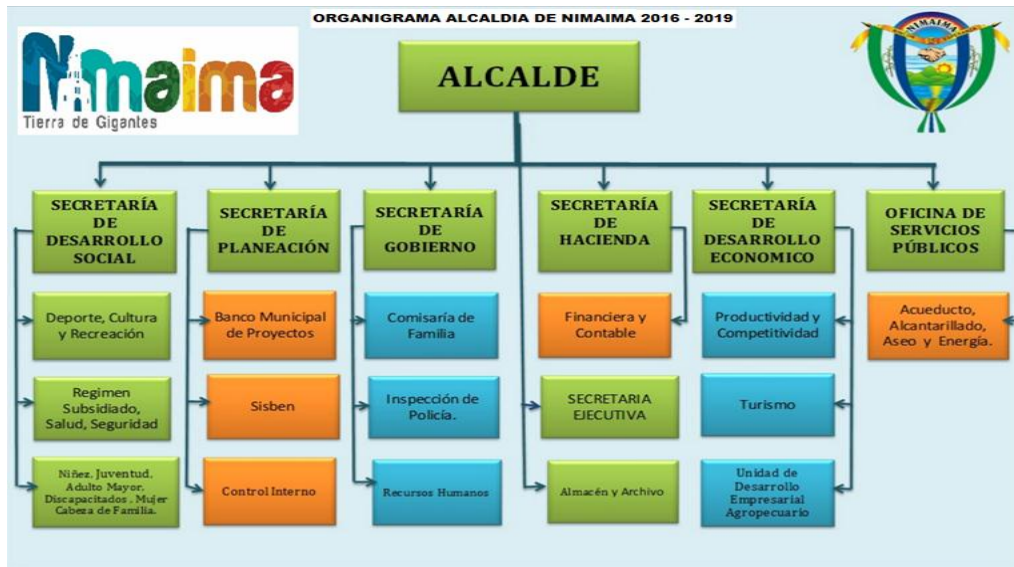 ORGANIGRAMA ALCALDIA DE NIMAIMA 2016 - 2019
Nimaima
Tierra de Gigantes
ALCALDE
NIMAIMA
SECRETARÍA
DE
DESARROLLO
SOCIAL
Deporte, Cultura
y Recreación
Regimen
Subsidiado,
Salud, Seguridad
Niñez, Juventud,
Adulto Mayor,
Discapacitados , Mujer
Cabeza de Familia.
SECRETARÍA
DE
PLANEACIÓN
Banco Municipal
de Proyectos
Sisben
Control Interno
SECRETARÍA
DE
GOBIERNO
Comisaría de
Familia
Inspección de
Policía.
Recursos Humanos
SECRETARÍA
DE
HACIENDA
Financiera y
Contable
SECRETARIA
EJECUTIVA
Almacén y Archivo
SECRETARÍA
DE
DESARROLLO
ECONOMICO
Productividad y
Competitividad
Turismo
Unidad de
Desarrollo
Empresarial
Agropecuario
OFICINA DE
SERVICIOS
PÚBLICOS
Acueducto,
Alcantarillado,
Aseo y Energía.